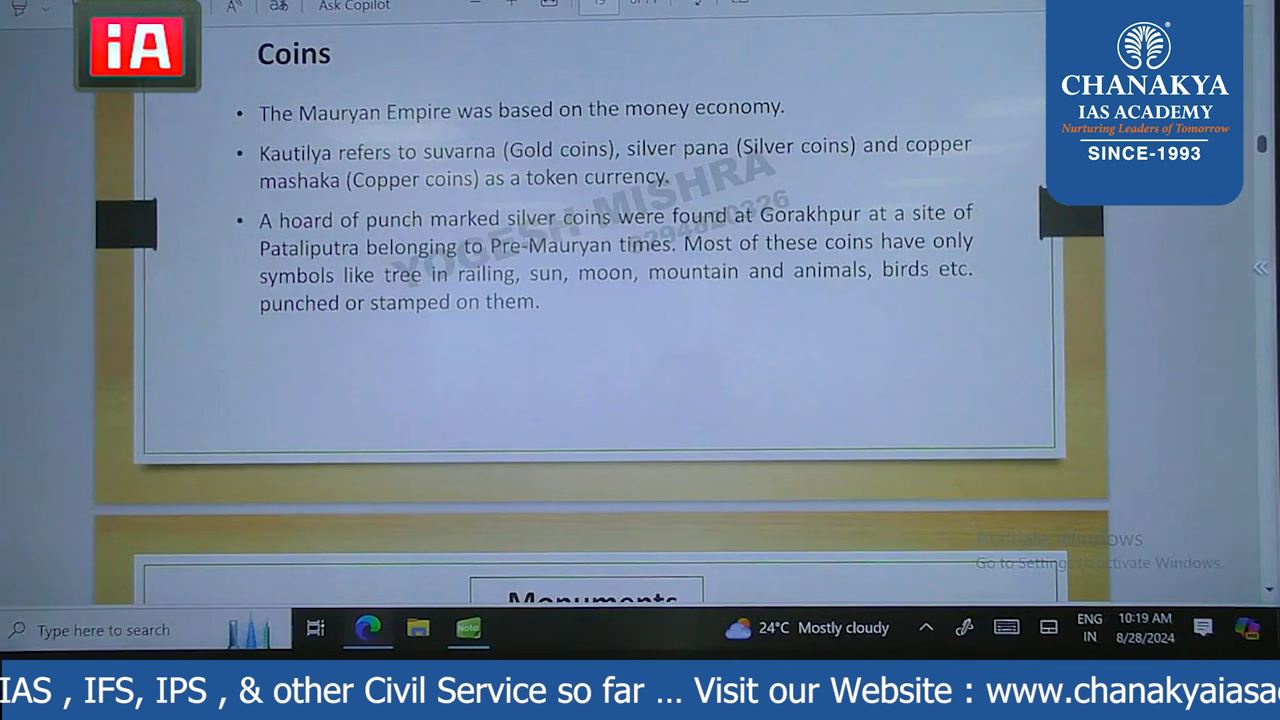 Ask Copilot
iA
Coins
• The Mauryan Empire was based on the money economy.
• Kautilya refers to suvarna (Gold coins), silver pana (Silver coins) and copper
mashaka (Copper coins) as a token currency.
• A hoard of punch marked silver coins were found at Gorakhpur at a site of
Pataliputra belonging to Pre-Mauryan times. Most of these coins have only
symbols like tree in railing, sun, moon, mountain and animals, birds etc.
punched or stamped on them.
YOGESH MISHRA
CHANAKYA
IAS ACADEMY
Nurturing Leaders of Tomorrow
SINCE-1993
Activate Windows
Go to Settings to activate Windows.
Monuments
Type here to search
24°C Mostly cloudy
ENG
IN
10:19 AM
8/28/2024
IAS , IFS, IPS , & other Civil Service so far ... Visit our Website : www.chanakyaiasa